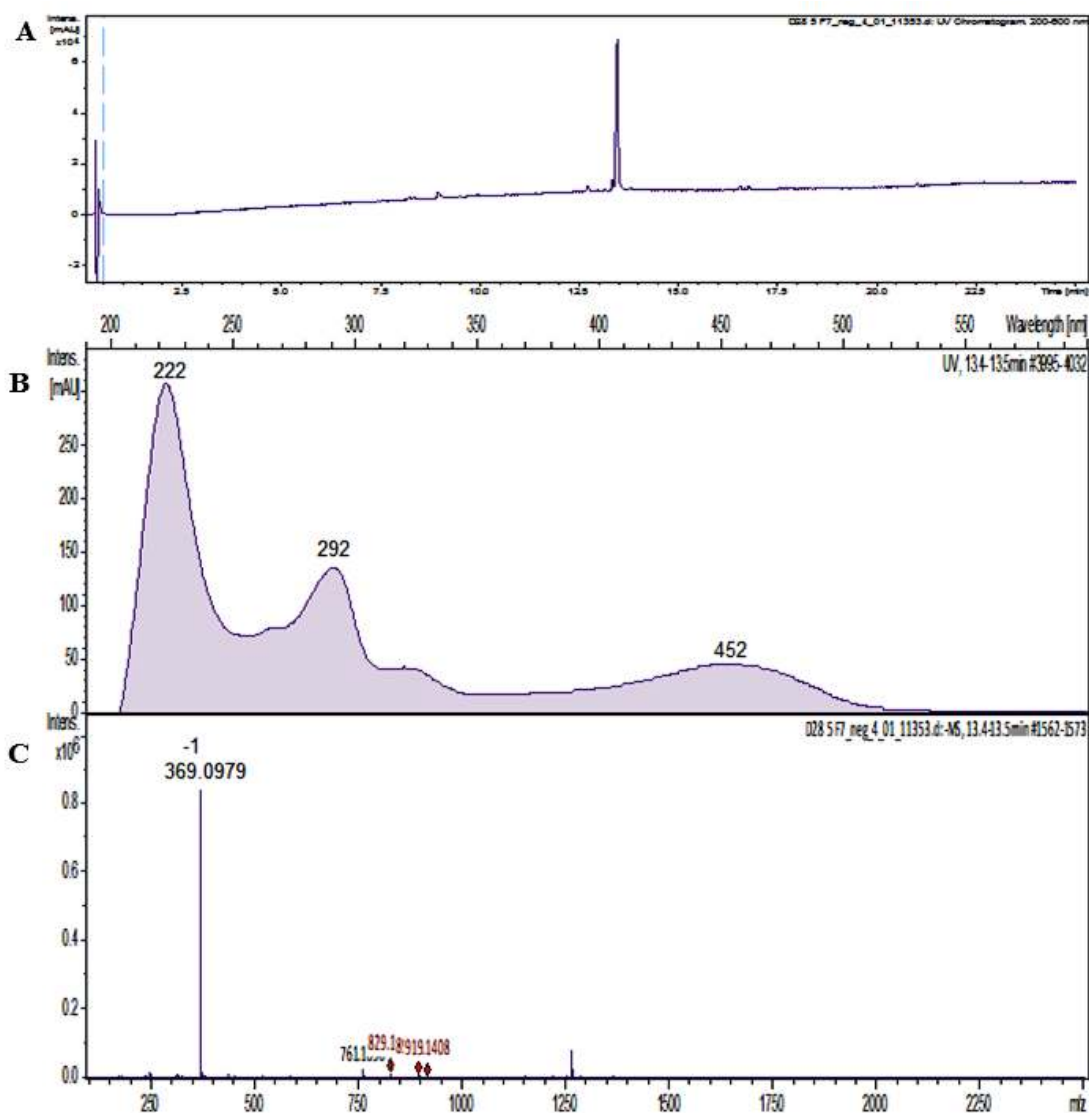 A
Intens.
[mAU]
x10⁴
D28 5 F7_neg_4_01_11353.d: UV Chromatogram, 200-600 nm
6
4
2
0
-2
2.5 5.0 7.5 10.0 12.5 15.0 17.5 20.0 22.5 Time [min]
200 250 300 350 400 450 500 550 Wavelength [nm]
B
Intens.
[mAU]
UV, 13.4-13.5min #3995-4032
222
292
452
250
200
150
100
50
0
C
Intens.
x10⁶
D28 5 F7_neg_4_01_11353.d: -MS, 13.4-13.5min #1562-1573
-1
369.0979
0.8
0.6
0.4
0.2
0.0
919.1408
250 500 750 1000 1250 1500 1750 2000 2250 m/z